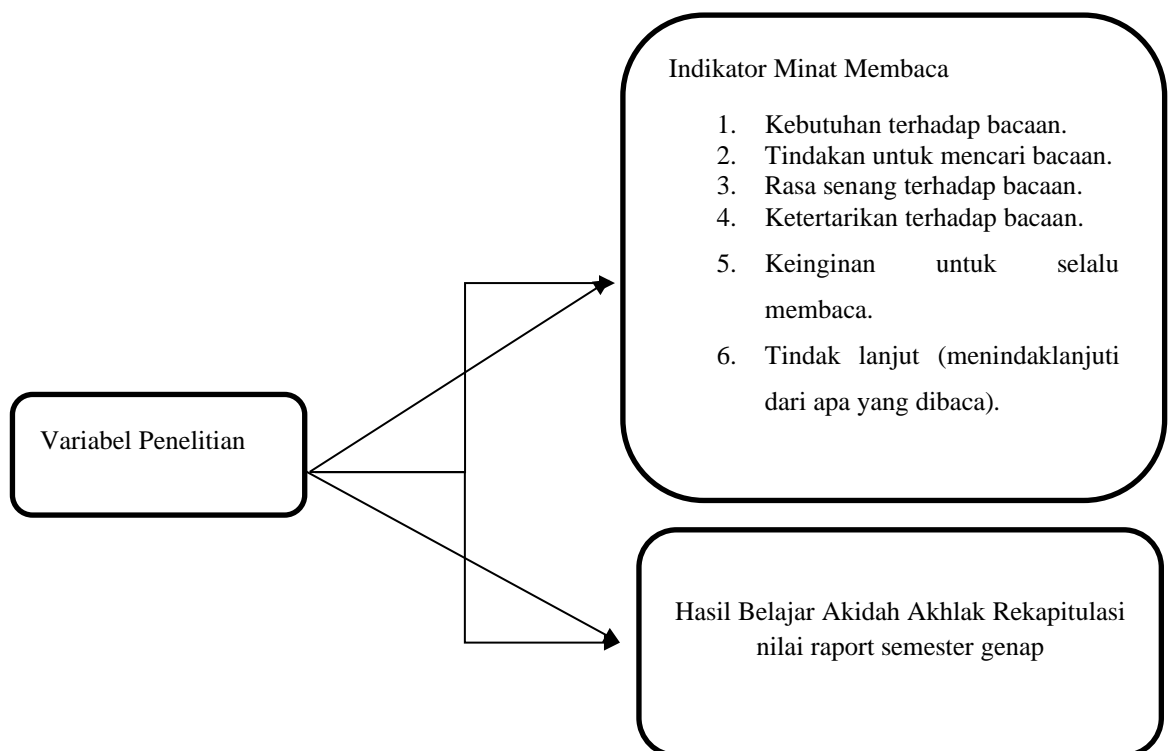 Indikator Minat Membaca
1. Kebutuhan terhadap bacaan.
2. Tindakan untuk mencari bacaan.
3. Rasa senang terhadap bacaan.
4. Ketertarikan terhadap bacaan.
5. Keinginan untuk selalu
membaca.
6. Tindak lanjut (menindaklanjuti
dari apa yang dibaca).
Variabel Penelitian
Hasil Belajar Akidah Akhlak Rekapitulasi
nilai raport semester genap